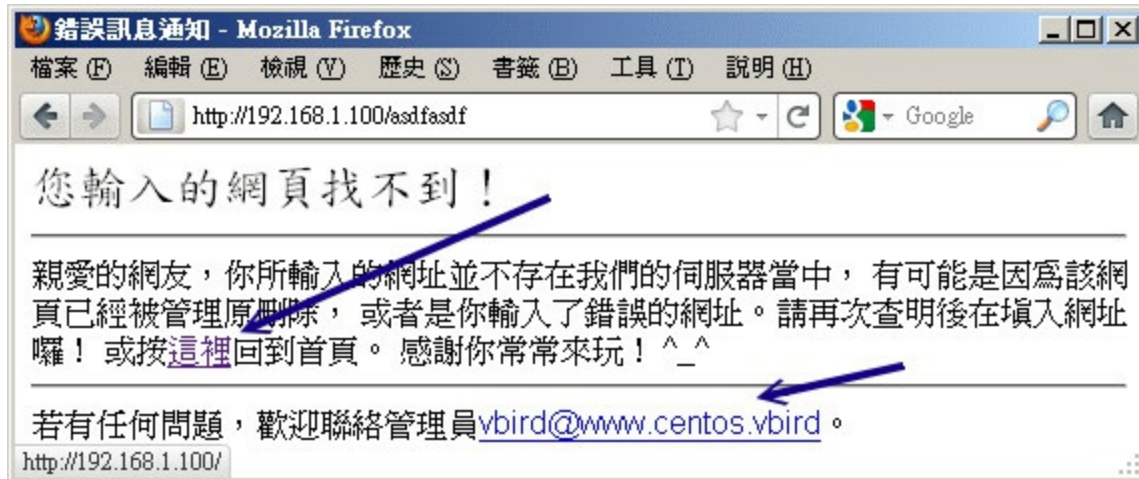 錯誤訊息通知 - Mozilla Firefox
檔案 (F) 編輯 (E) 檢視 (V) 歷史 (S) 書籤 (B) 工具 (T) 說明 (H)
http://192.168.1.100/asdfasdf Google
您輸入的網頁找不到！
親愛的網友，你所輸入的網址並不存在我們的伺服器當中， 有可能是因為該網
頁已經被管理原刪除， 或者是你輸入了錯誤的網址。請再次查明後在填入網址
囉！ 或按這裡回到首頁。 感謝你常常來玩！ ^_^
若有任何問題，歡迎聯絡管理員vbird@www.centos.vbird。
http://192.168.1.100/